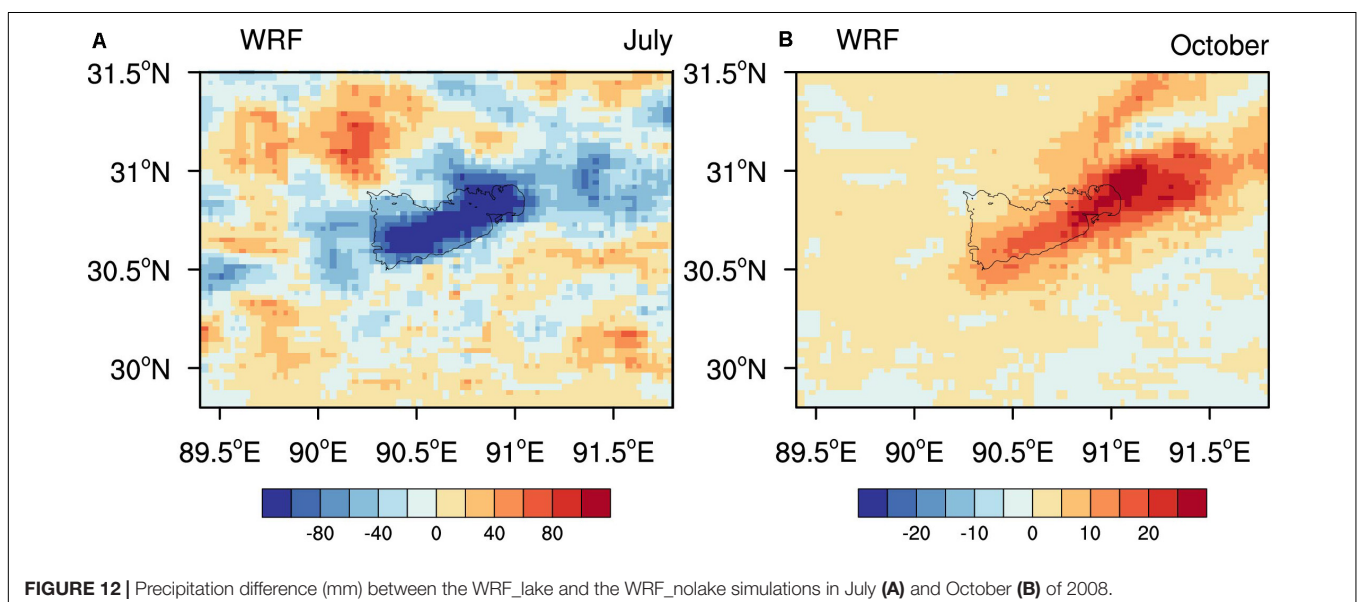 A WRF July
31.5°N
31°N
30.5°N
30°N
89.5°E 90°E 90.5°E 91°E 91.5°E
-80 -40 0 40 80
B WRF October
31.5°N
31°N
30.5°N
30°N
89.5°E 90°E 90.5°E 91°E 91.5°E
-20 -10 0 10 20
FIGURE 12 | Precipitation difference (mm) between the WRF_lake and the WRF_nolake simulations in July (A) and October (B) of 2008.